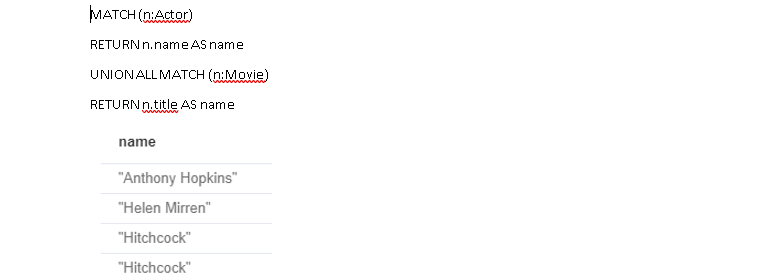 MATCH (n:Actor)
RETURN n.name AS name
UNION ALL MATCH (n:Movie)
RETURN n.title AS name
name
"Anthony Hopkins"
"Helen Mirren"
"Hitchcock"
"Hitchcock"